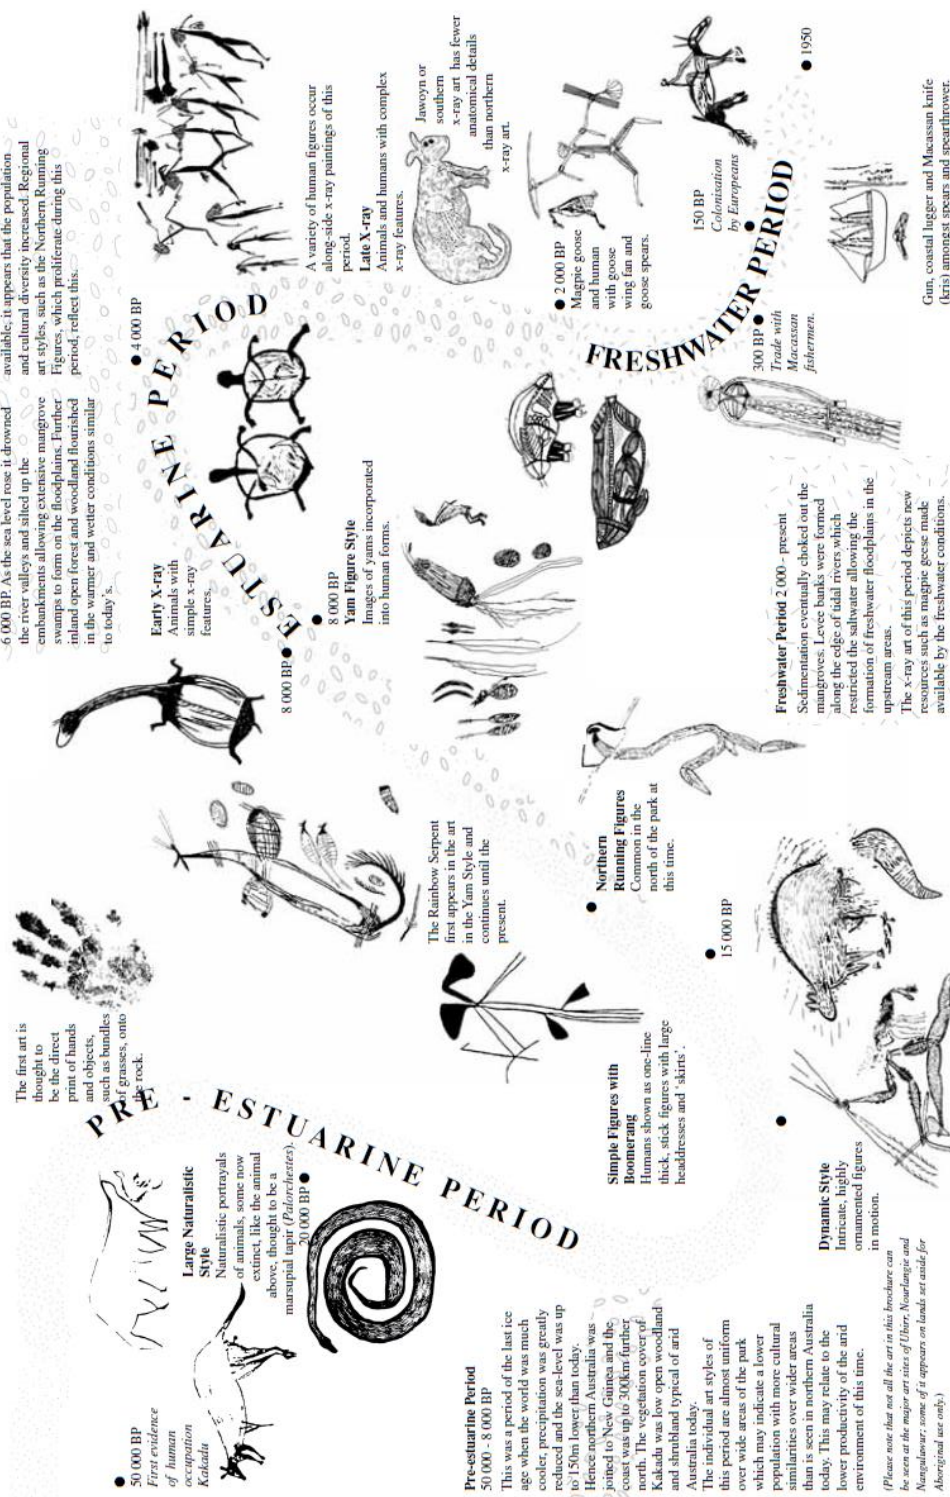 PRE - ESTUARINE PERIOD
● 50 000 BP
First evidence
of human
occupation
Kakadu
Large Naturalistic
Style
Naturalistic portrayals
of animals, some now
extinct, like the animal
above, thought to be a
marsupial tapir (Palorchestes).
20 000 BP ●
The first art is
thought to
be the direct
print of hands
and objects,
such as bundles
of grasses, onto
the rock.
Pre-estuarine Period
50 000 - 8 000 BP
This was a period of the last ice
age when the world was much
cooler, precipitation was greatly
reduced and the sea-level was up
to 150m lower than today.
Hence northern Australia was
joined to New Guinea and the
coast was up to 300km further
north. The vegetation cover of
Kakadu was low open woodland
and shrubland typical of arid
Australia today.
The individual art styles of
this period are almost uniform
over wide areas of the park
which may indicate a lower
population with more cultural
similarities over wider areas
than is seen in northern Australia
today. This may relate to the
lower productivity of the arid
environment of this time.
(Please note that not all the art in this brochure can
be seen at the major art sites of Ubirr, Nourlangie and
Nanguluwur; some of it appears on lands set aside for
Aboriginal use only.)
Dynamic Style
Intricate, highly
ornamented figures
in motion.
Simple Figures with
Boomerang
Humans shown as one-line
thick, stick figures with large
headdresses and 'skirts'.
● 15 000 BP
Northern
Running Figures
Common in the
north of the park at
this time.
The Rainbow Serpent
first appears in the art
in the Yam Style and
continues until the
present.
8 000 BP ●
● 8 000 BP
Yam Figure Style
Images of yams incorporated
into human forms.
ESTUARINE PERIOD
Early X-ray
Animals with
simple x-ray
features.
6 000 BP. As the sea level rose it drowned
the river valleys and silted up the
embankments allowing extensive mangrove
swamps to form on the floodplains. Further
inland open forest and woodland flourished
in the warmer and wetter conditions similar
to today's.
available, it appears that the population
and cultural diversity increased. Regional
art styles, such as the Northern Running
Figures, which proliferate during this
period, reflect this.
● 4 000 BP
A variety of human figures occur
along-side x-ray paintings of this
period.
Late X-ray
Animals and humans with complex
x-ray features.
Jawoyn or
southern
x-ray art has fewer
anatomical details
than northern
x-ray art.
● 2 000 BP
Magpie goose
and human
with goose
wing fan and
goose spears.
FRESHWATER PERIOD
300 BP ●
Trade with
Macassan
fishermen.
150 BP
Colonisation
by Europeans
● 1950
Freshwater Period 2 000 - present
Sedimentation eventually choked out the
mangroves. Levée banks were formed
along the edge of tidal rivers which
restricted the saltwater allowing the
formation of freshwater floodplains in the
upstream areas.
The x-ray art of this period depicts new
resources such as magpie geese made
available by the freshwater conditions.
Gun, coastal lugger and Macassan knife
(kris) amongst spears and spearthrower.